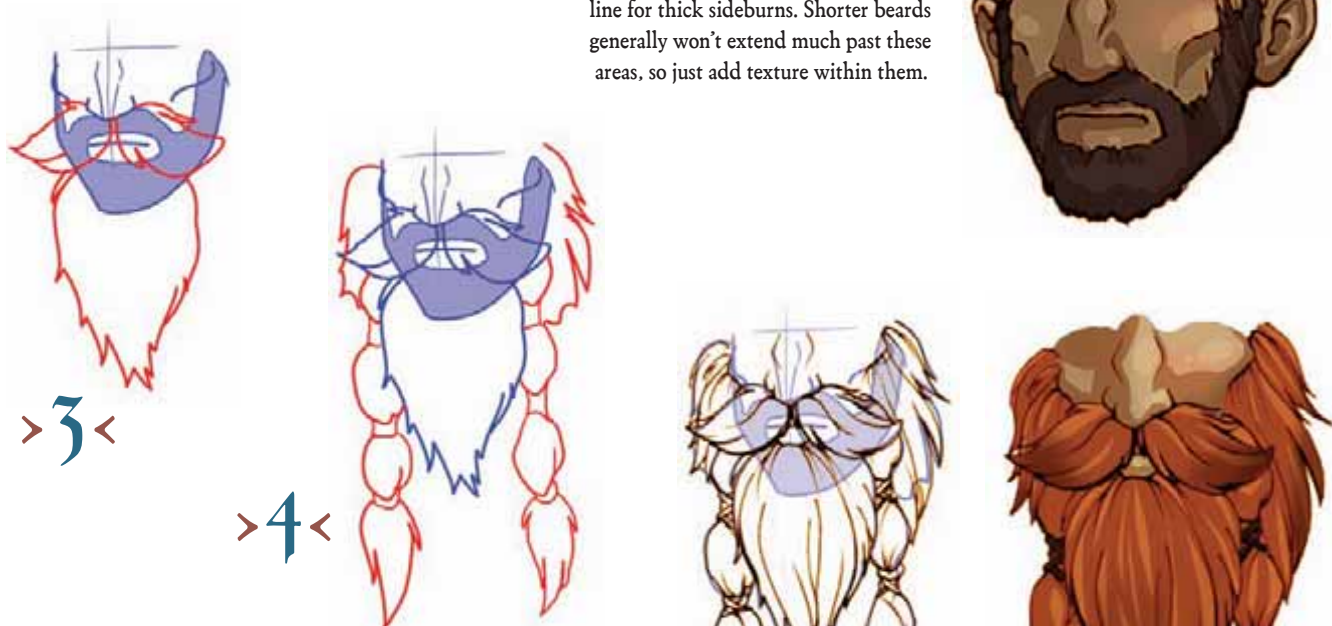 line for thick sideburns. Shorter beards
generally won't extend much past these
areas, so just add texture within them.
>3<
>4<